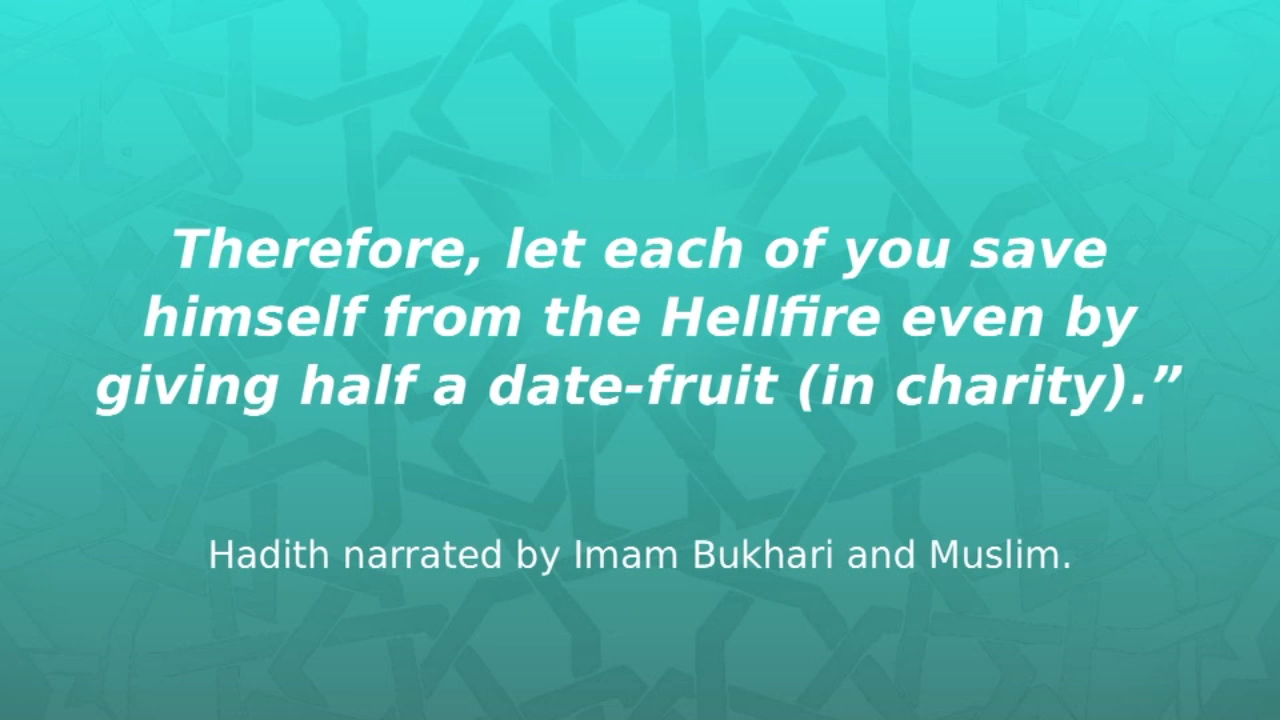 Therefore, let each of you save
himself from the Hellfire even by
giving half a date-fruit (in charity).”
Hadith narrated by Imam Bukhari and Muslim.